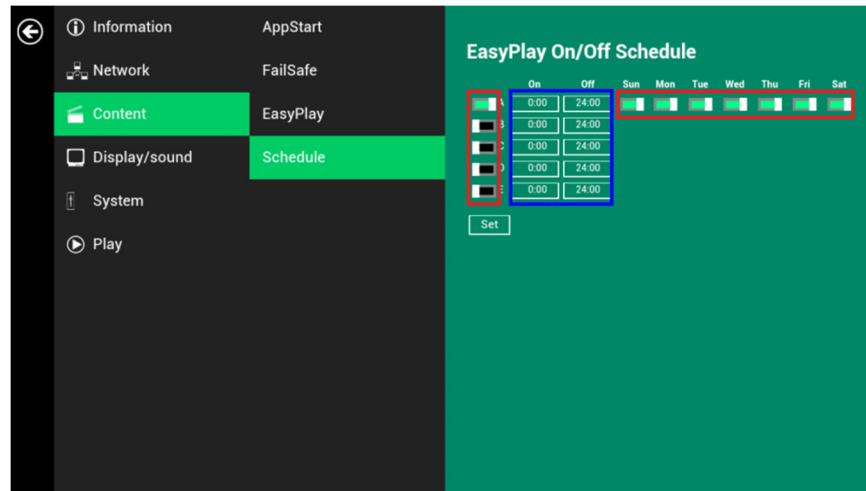 Information
Network
Content
Display/sound
System
Play
AppStart
FailSafe
EasyPlay
Schedule
EasyPlay On/Off Schedule
On Off Sun Mon Tue Wed Thu Fri Sat
A 0:00 24:00
B 0:00 24:00
C 0:00 24:00
D 0:00 24:00
E 0:00 24:00
Set